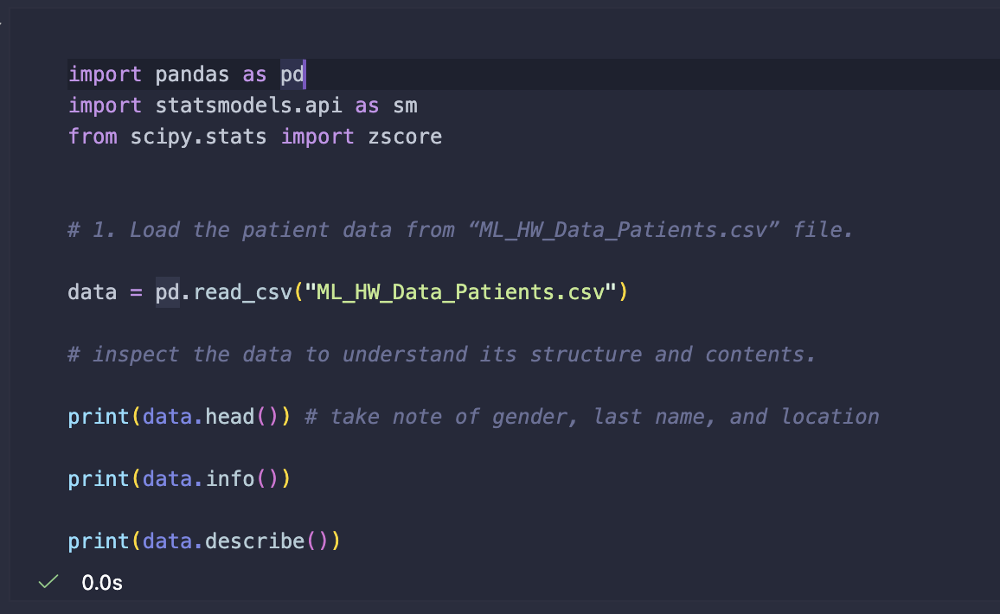 import pandas as pd
import statsmodels.api as sm
from scipy.stats import zscore
# 1. Load the patient data from “ML_HW_Data_Patients.csv” file.
data = pd.read_csv("ML_HW_Data_Patients.csv")
# inspect the data to understand its structure and contents.
print(data.head()) # take note of gender, last name, and location
print(data.info())
print(data.describe())
0.0s